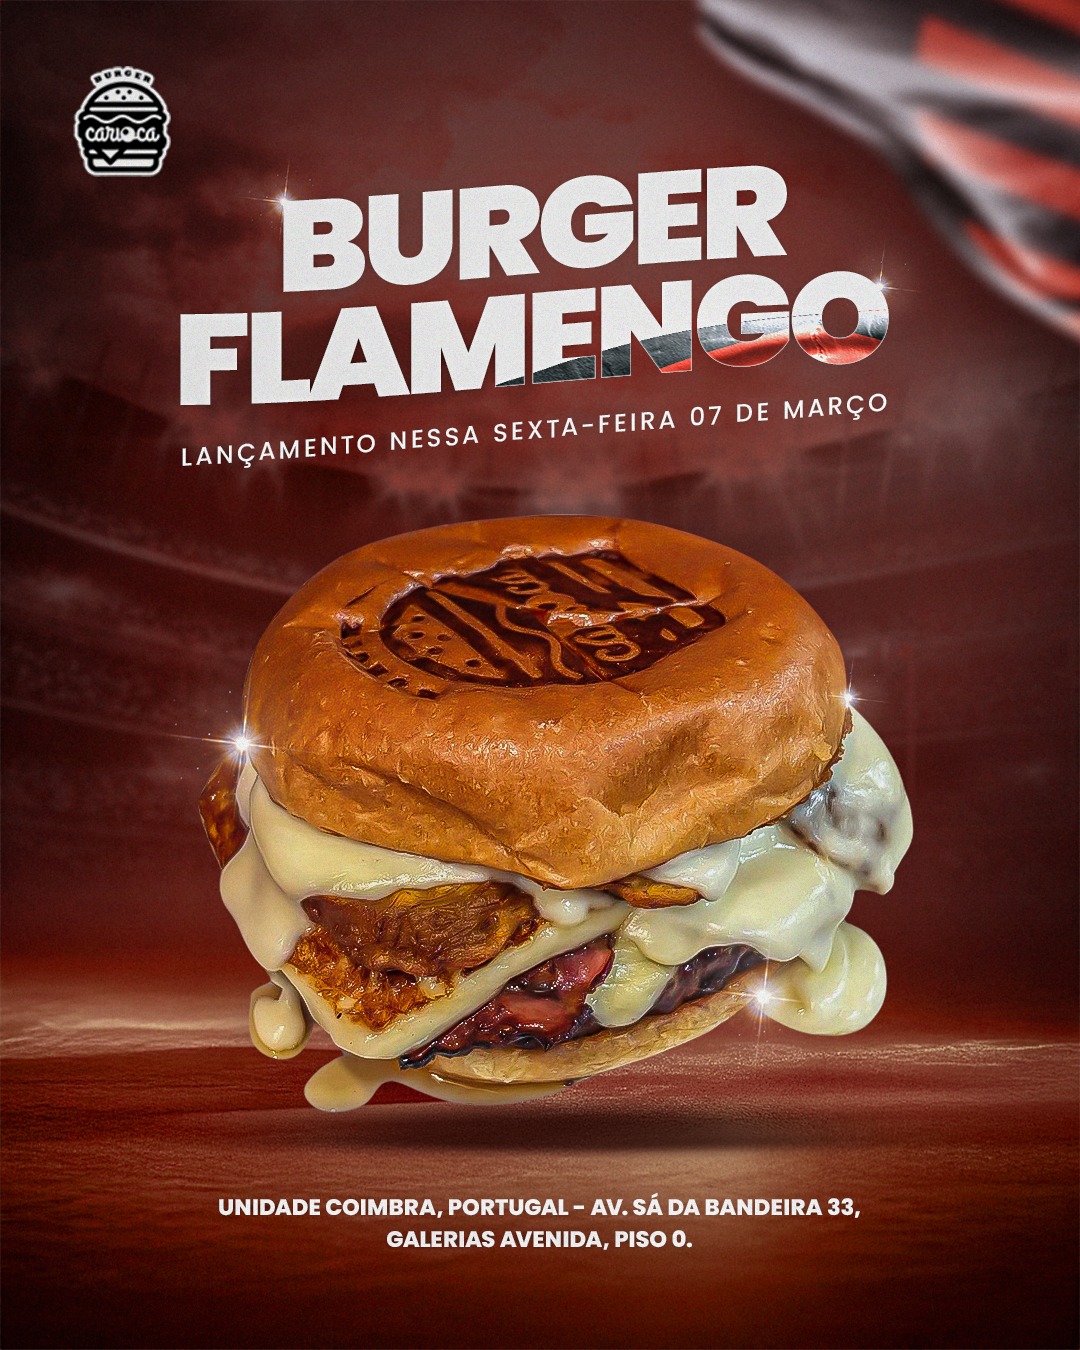 BURGER
carioca
BURGER
FLAMENGO
LANÇAMENTO NESSA SEXTA-FEIRA 07 DE MARÇO
UNIDADE COIMBRA, PORTUGAL - AV. SÁ DA BANDEIRA 33,
GALERIAS AVENIDA, PISO 0.